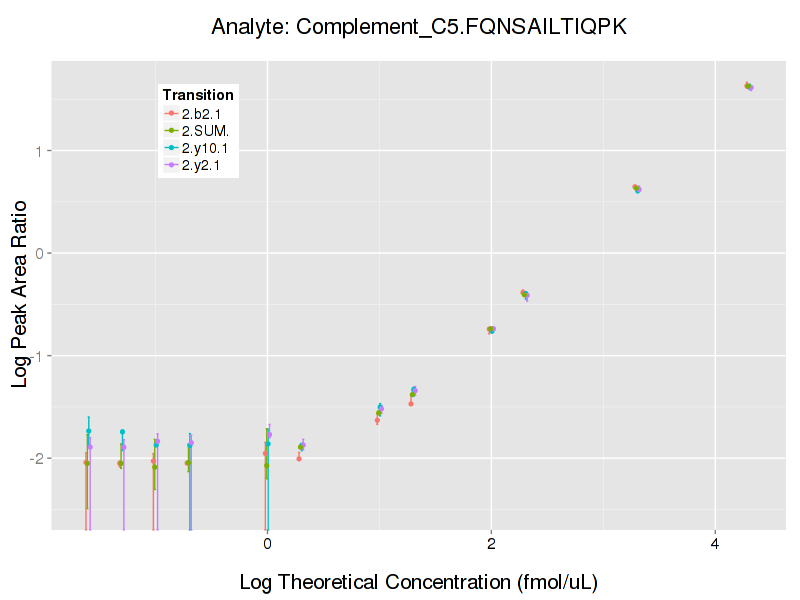 Analyte: Complement_C5.FQNSAILTIQPK
Log Peak Area Ratio
1
0
-1
-2
Transition
2.b2.1
2.SUM.
2.y10.1
2.y2.1
0
2
4
Log Theoretical Concentration (fmol/uL)